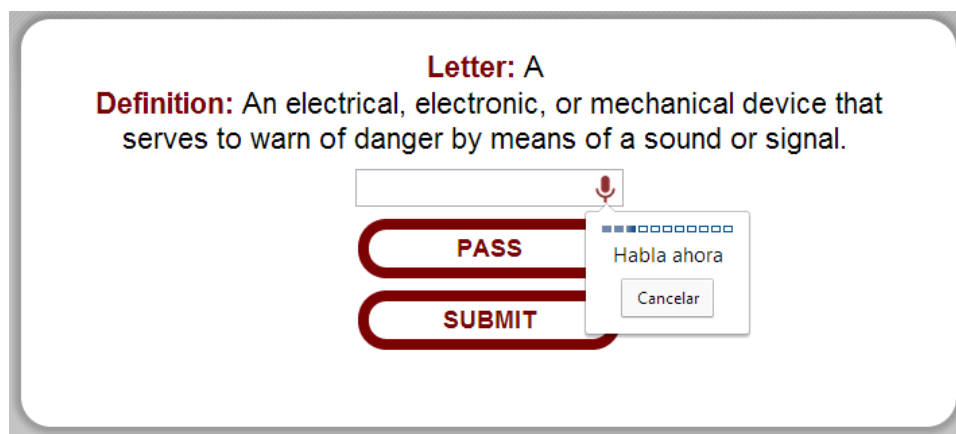 Letter: A
Definition: An electrical, electronic, or mechanical device that
serves to warn of danger by means of a sound or signal.
PASS
Habla ahora
Cancelar
SUBMIT